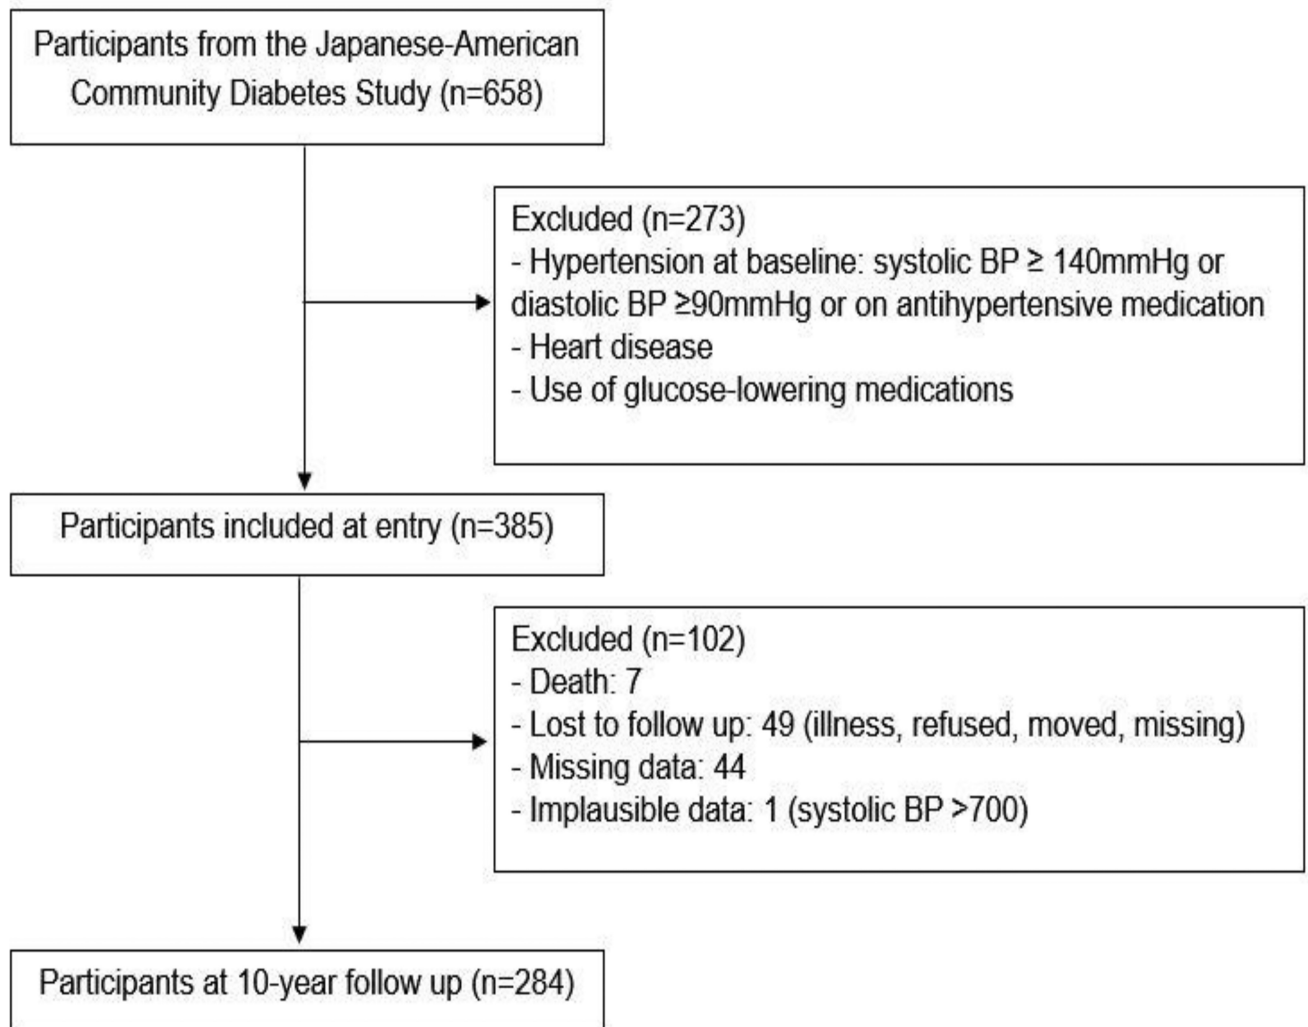 Participants from the Japanese-American
Community Diabetes Study (n=658)
Excluded (n=273)
- Hypertension at baseline: systolic BP ≥ 140mmHg or
diastolic BP ≥90mmHg or on antihypertensive medication
- Heart disease
- Use of glucose-lowering medications
Participants included at entry (n=385)
Excluded (n=102)
- Death: 7
- Lost to follow up: 49 (illness, refused, moved, missing)
- Missing data: 44
- Implausible data: 1 (systolic BP >700)
Participants at 10-year follow up (n=284)